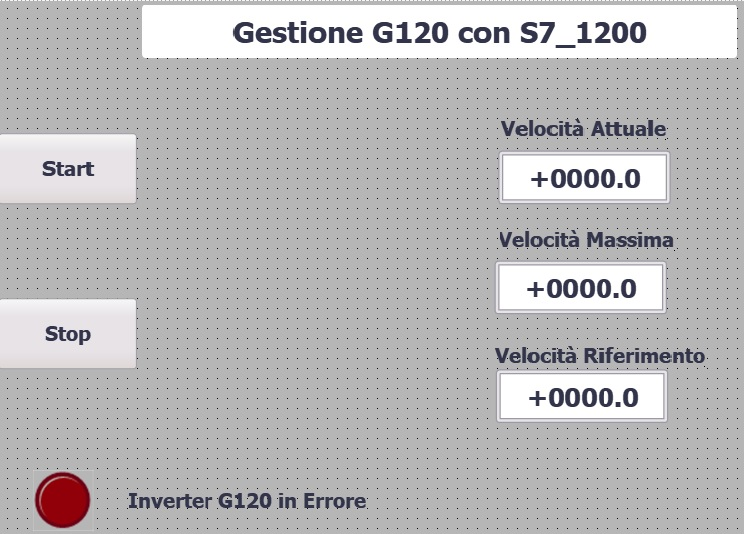 Gestione G120 con S7_1200
Velocità Attuale
Start
+0000.0
Velocità Massima
+0000.0
Stop
Velocità Riferimento
+0000.0
Inverter G120 in Errore